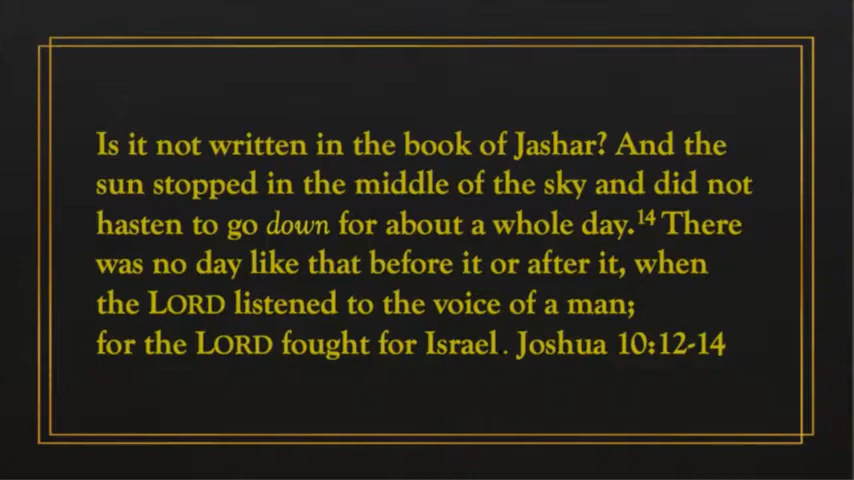 Is it not written in the book of Jashar? And the
sun stopped in the middle of the sky and did not
hasten to go down for about a whole day.¹⁴ There
was no day like that before it or after it, when
the LORD listened to the voice of a man;
for the LORD fought for Israel. Joshua 10:12-14